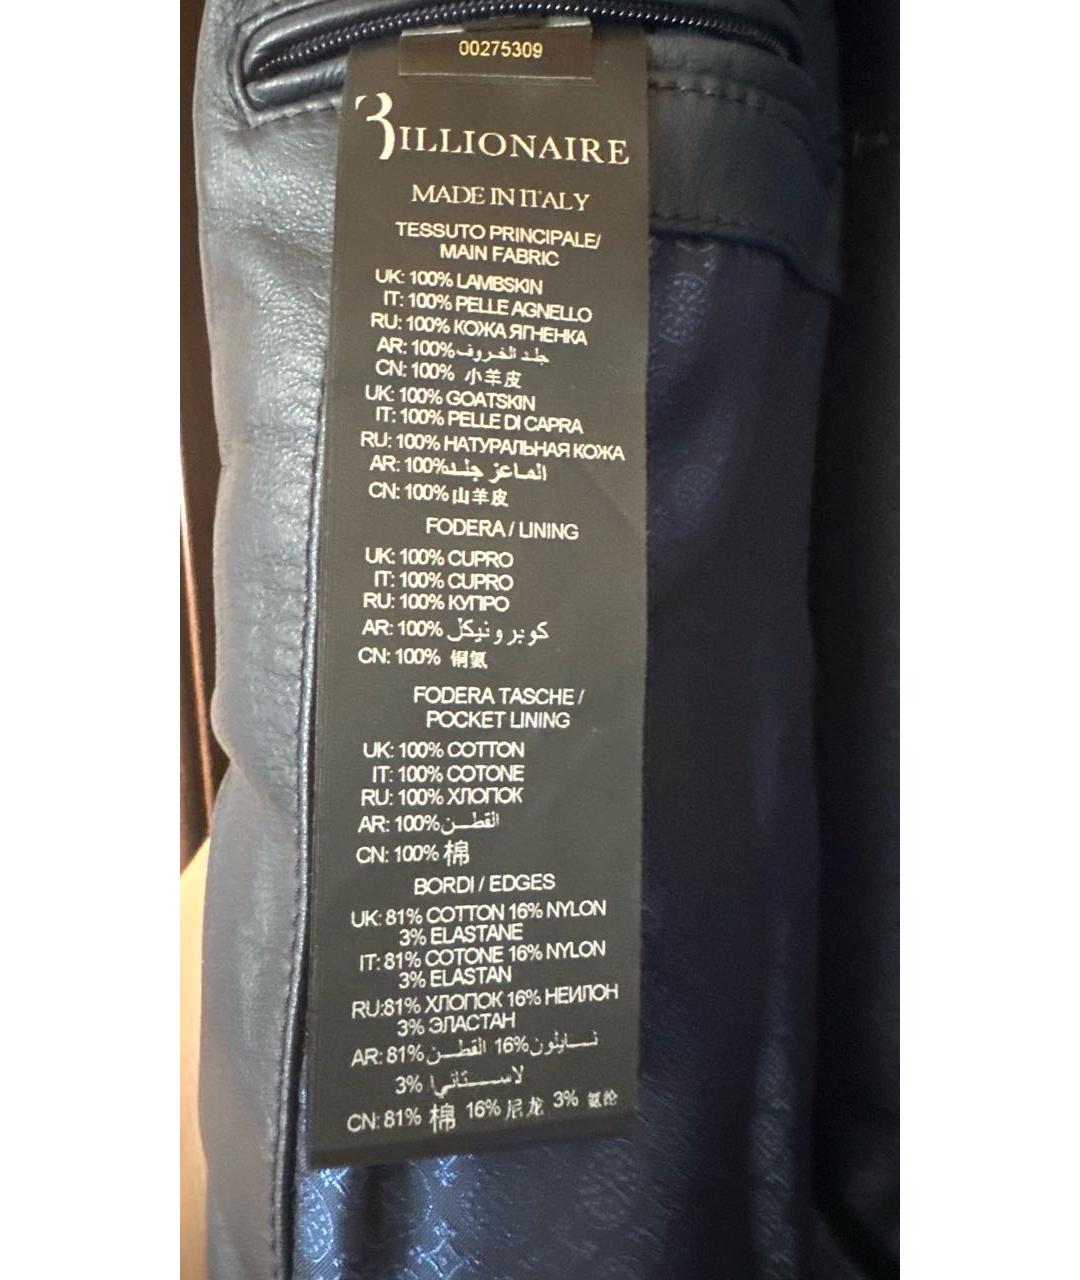 00275309
BILLIONAIRE
MADE IN ITALY
TESSUTO PRINCIPALE/
MAIN FABRIC
UK: 100% LAMBSKIN
IT: 100% PELLE AGNELLO
RU: 100% КОЖА ЯГНЕНКА
AR: 100% جلد الخروف
CN: 100% 小羊皮
UK: 100% GOATSKIN
IT: 100% PELLE DI CAPRA
RU: 100% НАТУРАЛЬНАЯ КОЖА
AR: 100% الماعز جلد
CN: 100% 山羊皮
FODERA / LINING
UK: 100% CUPRO
IT: 100% CUPRO
RU: 100% КУПРО
AR: 100% كوبرونيكل
CN: 100% 铜氨
FODERA TASCHE /
POCKET LINING
UK: 100% COTTON
IT: 100% COTONE
RU: 100% ХЛОПОК
AR: 100% القطن
CN: 100% 棉
BORDI / EDGES
UK: 81% COTTON 16% NYLON
3% ELASTANE
IT: 81% COTONE 16% NYLON
3% ELASTAN
RU:81% ХЛОПОК 16% НЕИЛОН
3% ЭЛАСТАН
AR: 81% القطن 16% نايلون
3%
CN: 81% 棉 16% 尼龙 3% 氨纶